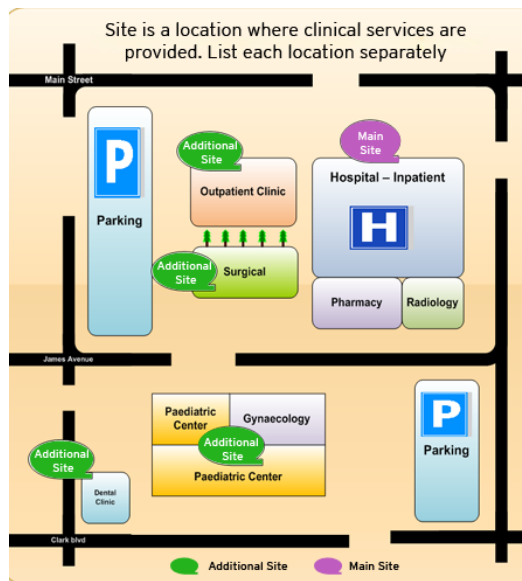 Site is a location where clinical services are
provided. List each location separately
Main Street
P
Parking
Additional
Site
Outpatient Clinic
Additional
Site
Surgical
Main
Site
Hospital – Inpatient
H
Pharmacy
Radiology
James Avenue
Paediatric
Center
Gynaecology
Additional
Site
Paediatric Center
P
Parking
Additional
Site
Dental
Clinic
Clark blvd
Additional Site
Main Site